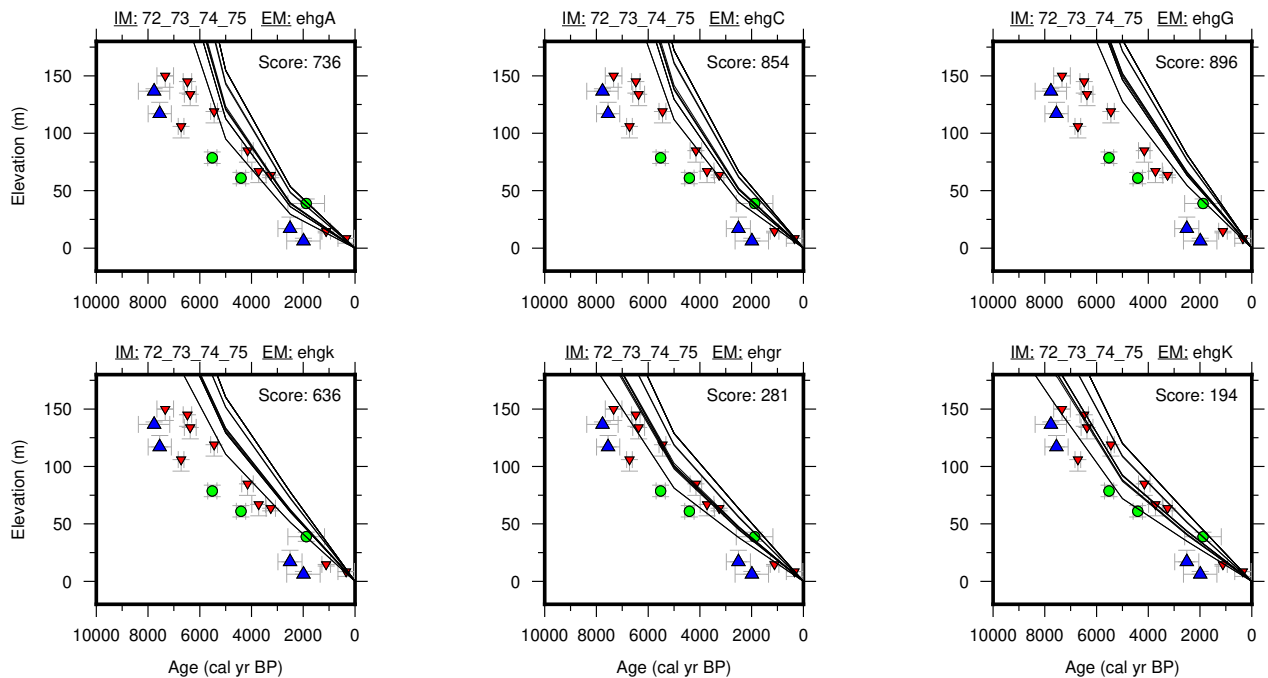 IM: 72_73_74_75 EM: ehgA
IM: 72_73_74_75 EM: ehgC
IM: 72_73_74_75 EM: ehgG
Score: 736
Score: 854
Score: 896
Elevation (m)
150
100
50
0
10000 8000 6000 4000 2000 0
10000 8000 6000 4000 2000 0
10000 8000 6000 4000 2000 0
IM: 72_73_74_75 EM: ehgk
IM: 72_73_74_75 EM: ehgr
IM: 72_73_74_75 EM: ehgK
Score: 636
Score: 281
Score: 194
Elevation (m)
150
100
50
0
10000 8000 6000 4000 2000 0
10000 8000 6000 4000 2000 0
10000 8000 6000 4000 2000 0
Age (cal yr BP)
Age (cal yr BP)
Age (cal yr BP)